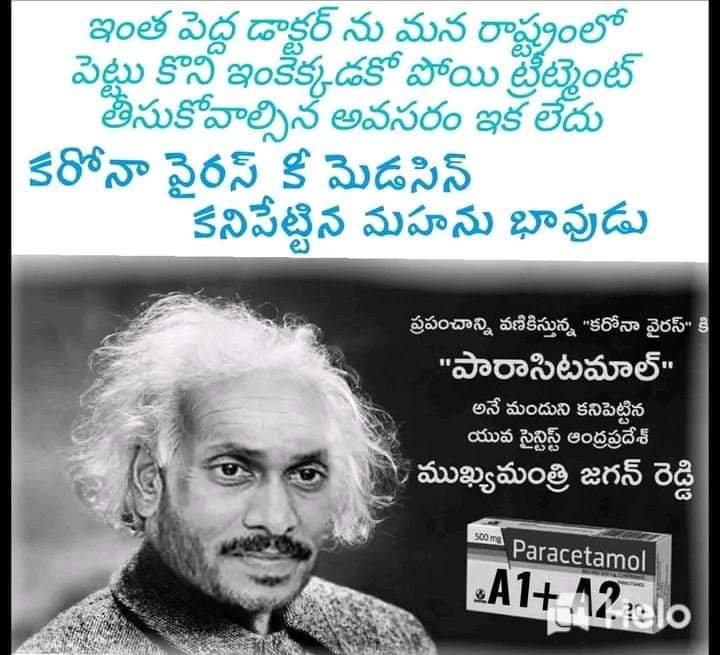 ఇంత పెద్ద డాక్టర్ ను మన రాష్ట్రంలో
పెట్టు కొని ఇంకెక్కడకో పోయి ట్రీట్మెంట్
తీసుకోవాల్సిన అవసరం ఇక లేదు
కరోనా వైరస్ కీ మెడసిన్
కనిపేట్టిన మహను భావుడు
ప్రపంచాన్ని వణికిస్తున్న "కరోనా వైరస్" కి
"పారాసిటమాల్"
అనే మందుని కనిపెట్టిన
యువ సైన్టిస్ట్ ఆంధ్రప్రదేశ్
ముఖ్యమంత్రి జగన్ రెడ్డి
500 mg Paracetamol
A1+ A2
Helo